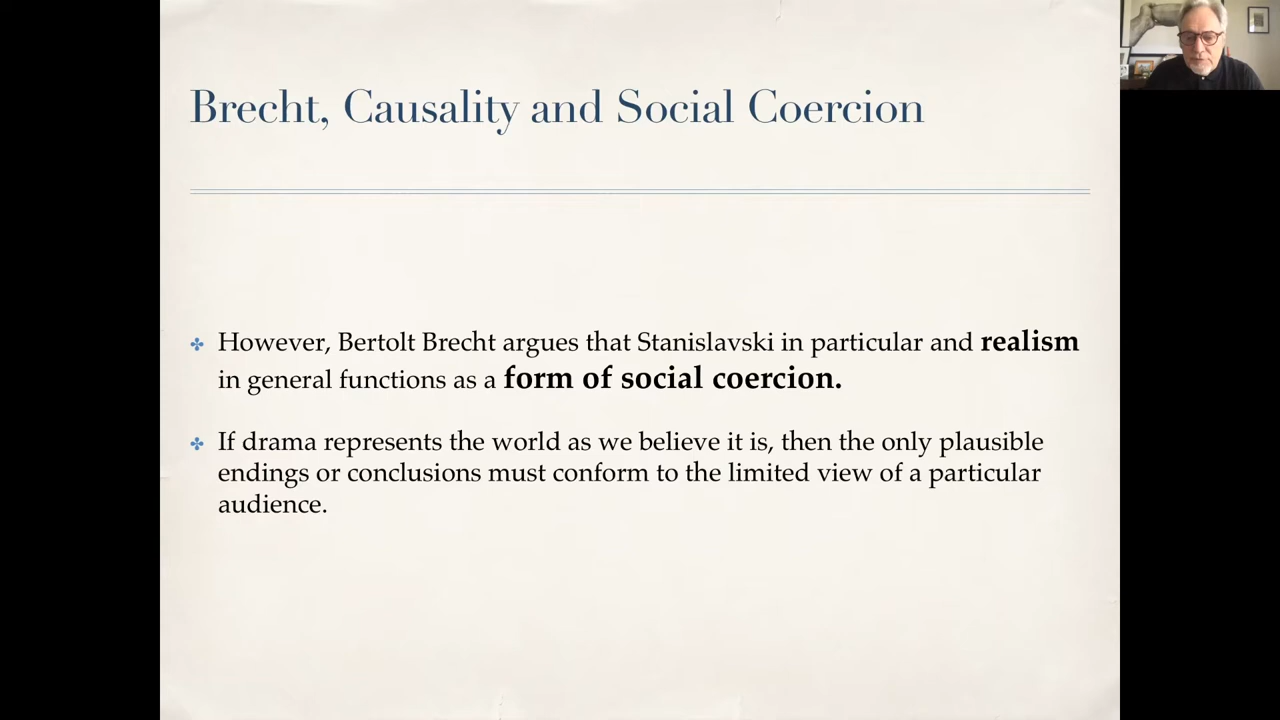 Brecht, Causality and Social Coercion
However, Bertolt Brecht argues that Stanislavski in particular and realism
in general functions as a form of social coercion.
If drama represents the world as we believe it is, then the only plausible
endings or conclusions must conform to the limited view of a particular
audience.